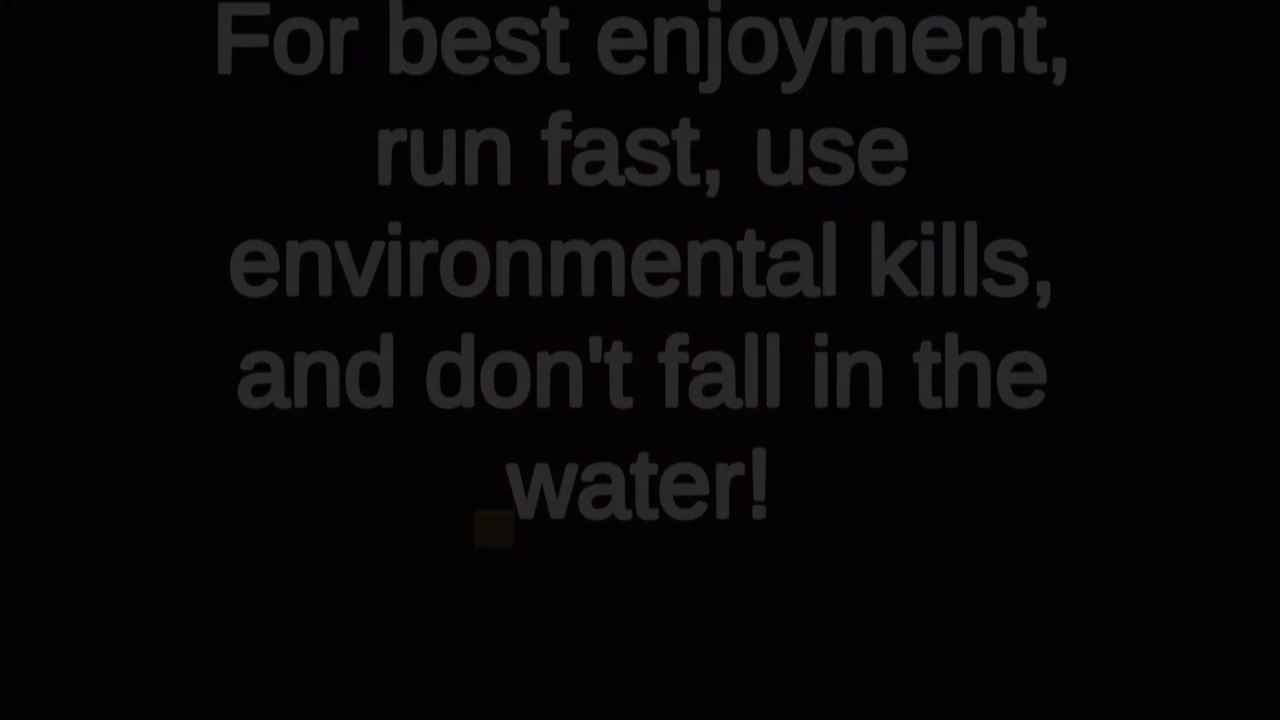 For best enjoyment,
run fast, use
environmental kills,
and don't fall in the
water!